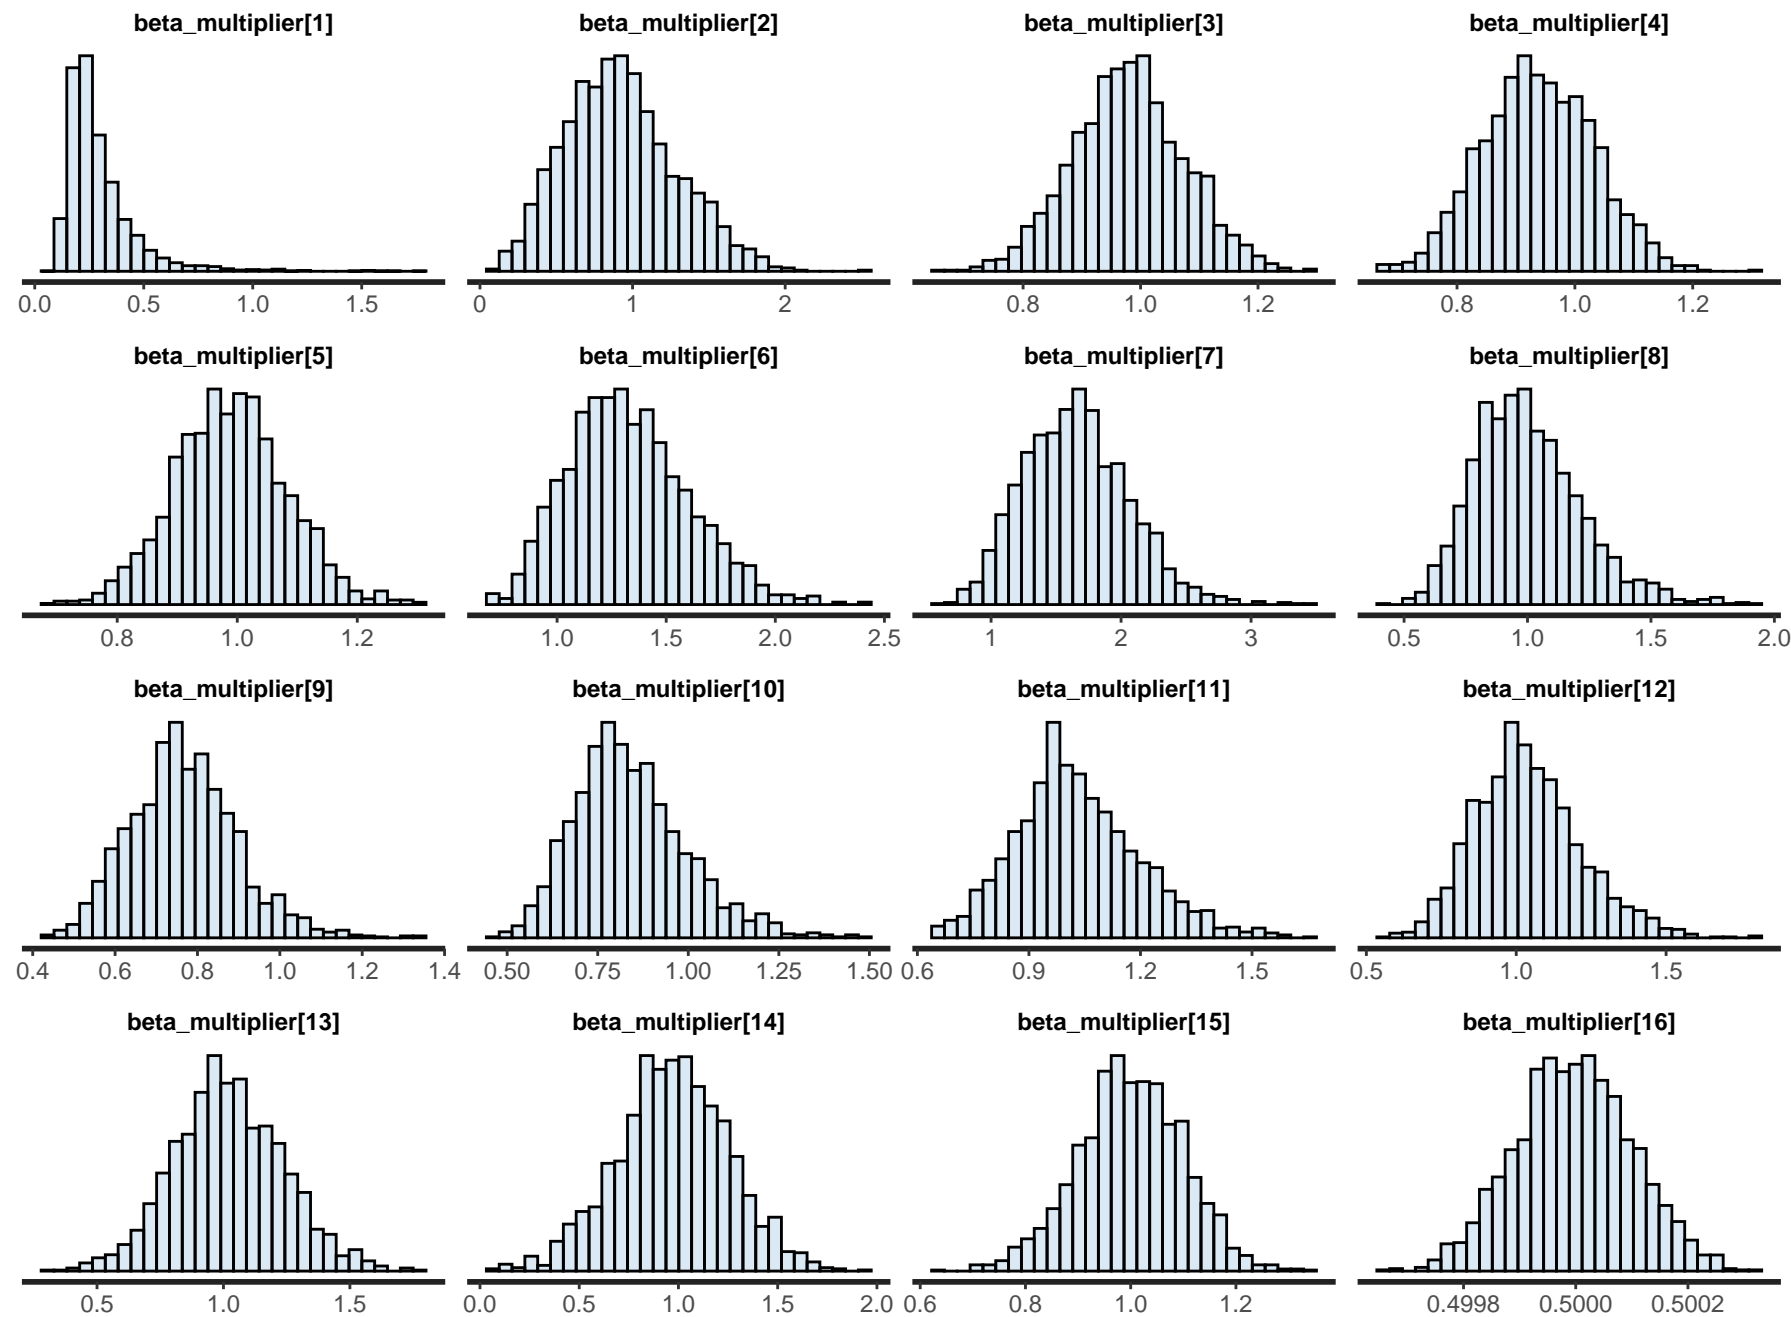 beta_multiplier[1] beta_multiplier[2] beta_multiplier[3] beta_multiplier[4]
0.0 0.5 1.0 1.5 0 1 2 0.8 1.0 1.2 0.8 1.0 1.2
beta_multiplier[5] beta_multiplier[6] beta_multiplier[7] beta_multiplier[8]
0.8 1.0 1.2 1.0 1.5 2.0 2.5 1 2 3 0.5 1.0 1.5 2.0
beta_multiplier[9] beta_multiplier[10] beta_multiplier[11] beta_multiplier[12]
0.4 0.6 0.8 1.0 1.2 1.4 0.50 0.75 1.00 1.25 1.50 0.6 0.9 1.2 1.5 0.5 1.0 1.5
beta_multiplier[13] beta_multiplier[14] beta_multiplier[15] beta_multiplier[16]
0.5 1.0 1.5 0.0 0.5 1.0 1.5 2.0 0.6 0.8 1.0 1.2 0.4998 0.5000 0.5002